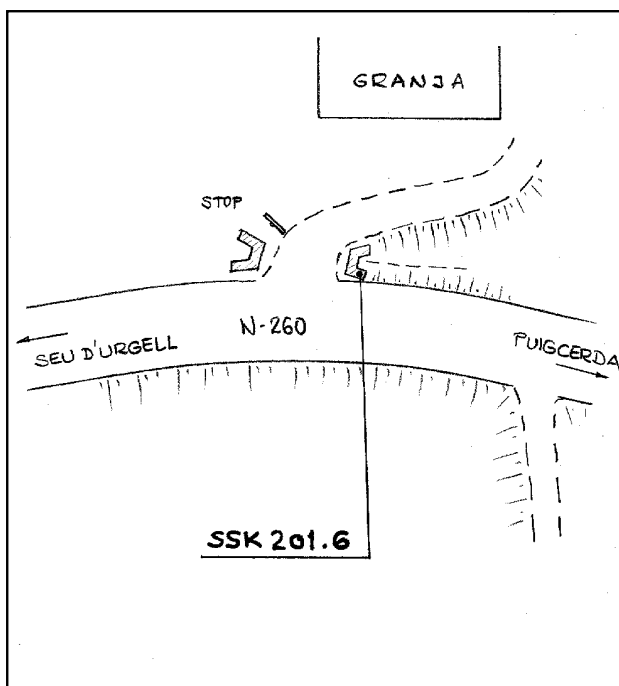 GRANJA
STOP
N-260
SEU D'URGELL
PUIGCERDA
SSK 201.6